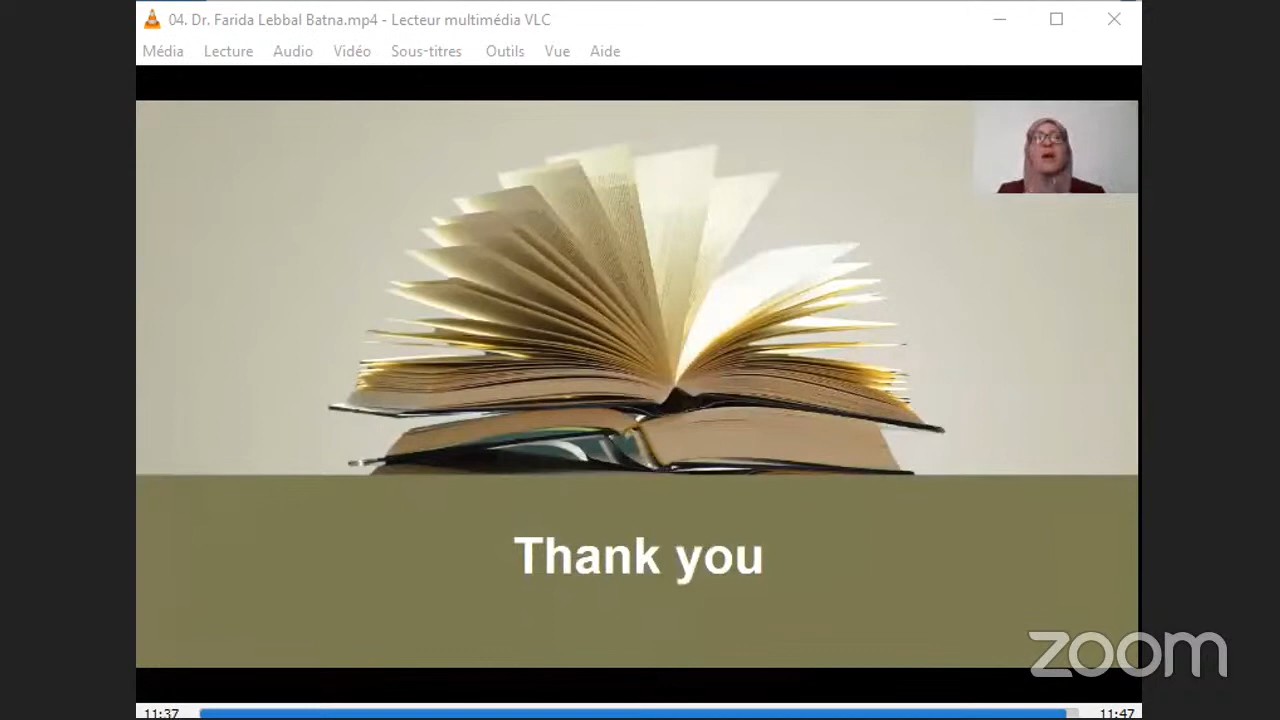 04. Dr. Farida Lebbal Batna.mp4 - Lecteur multimédia VLC
Média Lecture Audio Vidéo Sous-titres Outils Vue Aide
Thank you
zoom
11:37 11:47